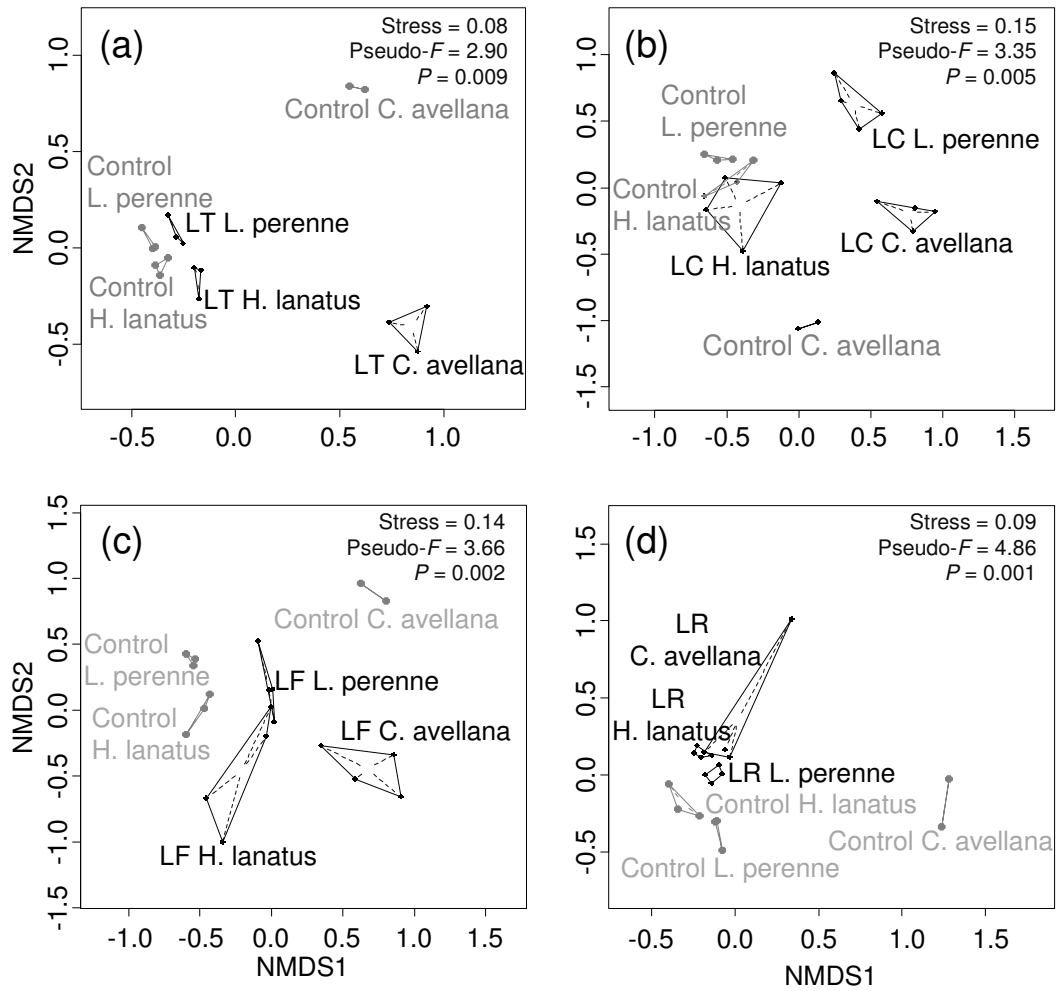 (a)
Stress = 0.08
Pseudo-F = 2.90
P = 0.009
Control C. avellana
Control
L. perenne
LT L. perenne
Control
H. lanatus
LT H. lanatus
LT C. avellana
NMDS2
1.0
0.5
0.0
-0.5
-0.5
0.0
0.5
1.0
(b)
Stress = 0.15
Pseudo-F = 3.35
P = 0.005
Control
L. perenne
LC L. perenne
Control
H. lanatus
LC C. avellana
LC H. lanatus
Control C. avellana
1.0
0.5
0.0
-0.5
-1.0
-1.5
-1.0
-0.5
0.0
0.5
1.0
1.5
(c)
Stress = 0.14
Pseudo-F = 3.66
P = 0.002
Control C. avellana
Control
L. perenne
LF L. perenne
Control
H. lanatus
LF C. avellana
LF H. lanatus
NMDS2
1.5
1.0
0.5
0.0
-0.5
-1.0
-1.5
-1.0
-0.5
0.0
0.5
1.0
1.5
NMDS1
(d)
Stress = 0.09
Pseudo-F = 4.86
P = 0.001
LR
C. avellana
LR
H. lanatus
LR L. perenne
Control H. lanatus
Control C. avellana
Control L. perenne
1.5
1.0
0.5
0.0
-0.5
-0.5
0.0
0.5
1.0
1.5
NMDS1